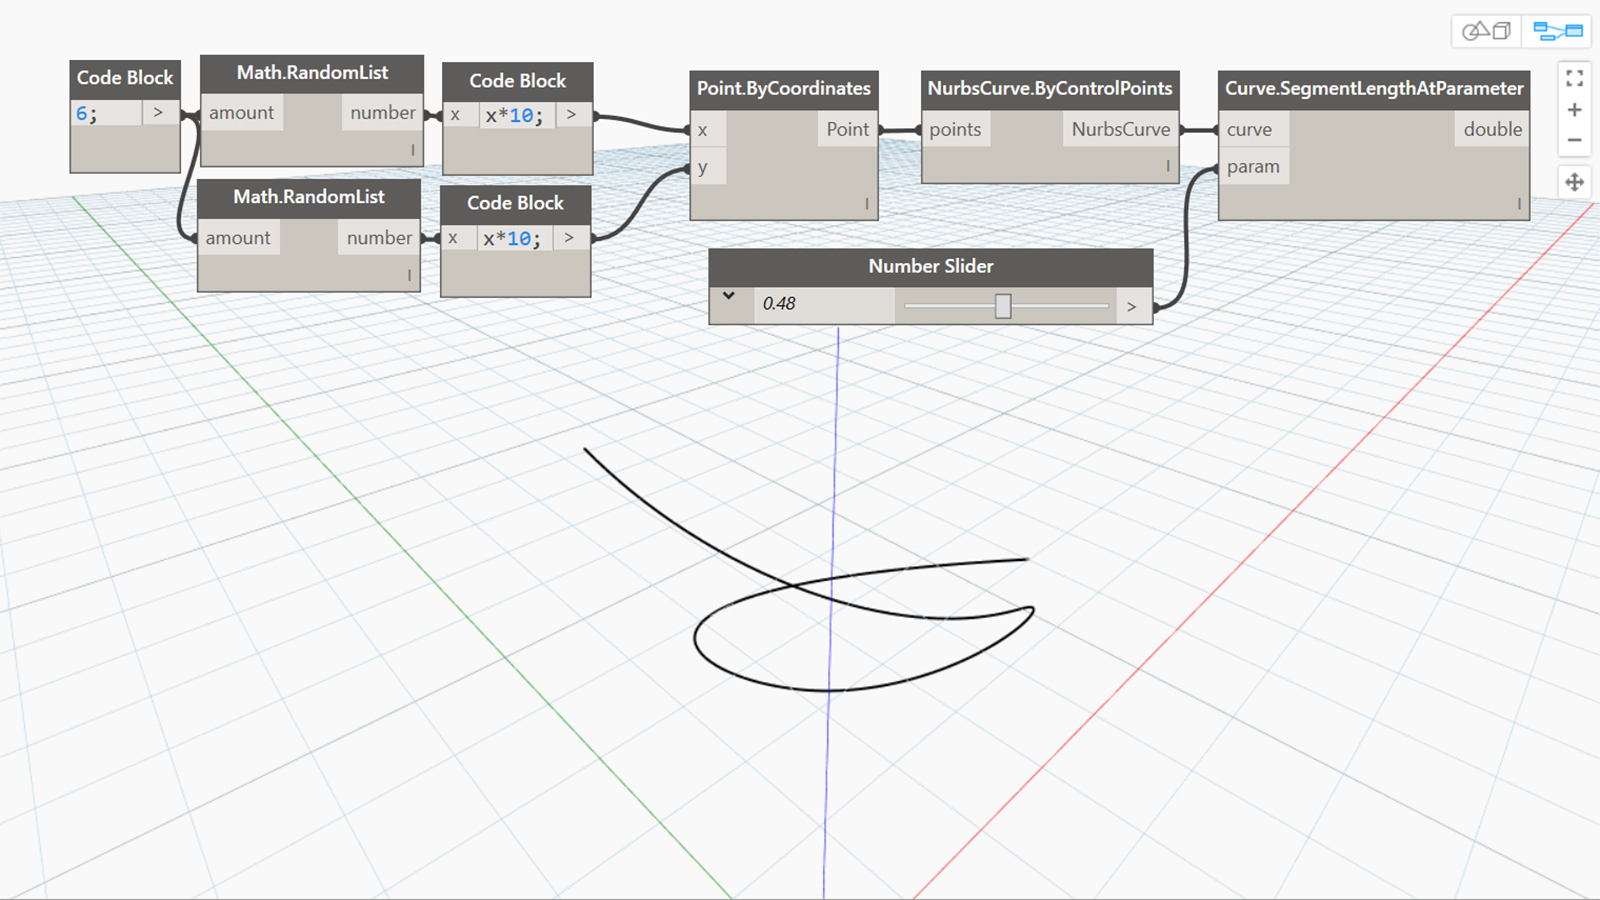 Code Block
6; >
Math.RandomList
amount number
l
Code Block
x x*10; >
Math.RandomList
amount number
l
Code Block
x x*10; >
Point.ByCoordinates
x Point
y
l
NurbsCurve.ByControlPoints
points NurbsCurve
l
Curve.SegmentLengthAtParameter
curve double
param
l
Number Slider
0.48 >